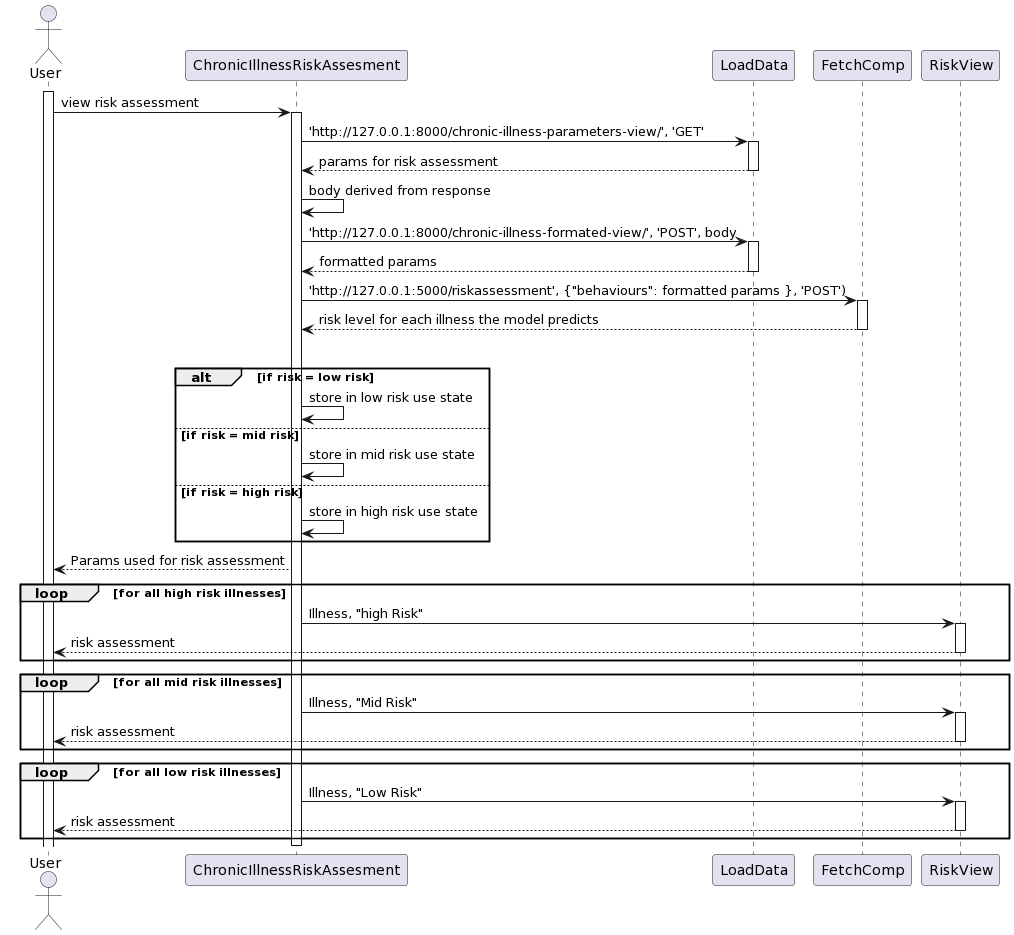 User
ChronicIllnessRiskAssesment
LoadData
FetchComp
RiskView
view risk assessment
'http://127.0.0.1:8000/chronic-illness-parameters-view/', 'GET'
params for risk assessment
body derived from response
'http://127.0.0.1:8000/chronic-illness-formated-view/', 'POST', body
formatted params
'http://127.0.0.1:5000/riskassessment', {"behaviours": formatted params }, 'POST')
risk level for each illness the model predicts
alt [if risk = low risk]
store in low risk use state
[if risk = mid risk]
store in mid risk use state
[if risk = high risk]
store in high risk use state
Params used for risk assessment
loop [for all high risk illnesses]
Illness, "high Risk"
risk assessment
loop [for all mid risk illnesses]
Illness, "Mid Risk"
risk assessment
loop [for all low risk illnesses]
Illness, "Low Risk"
risk assessment
User
ChronicIllnessRiskAssesment
LoadData
FetchComp
RiskView